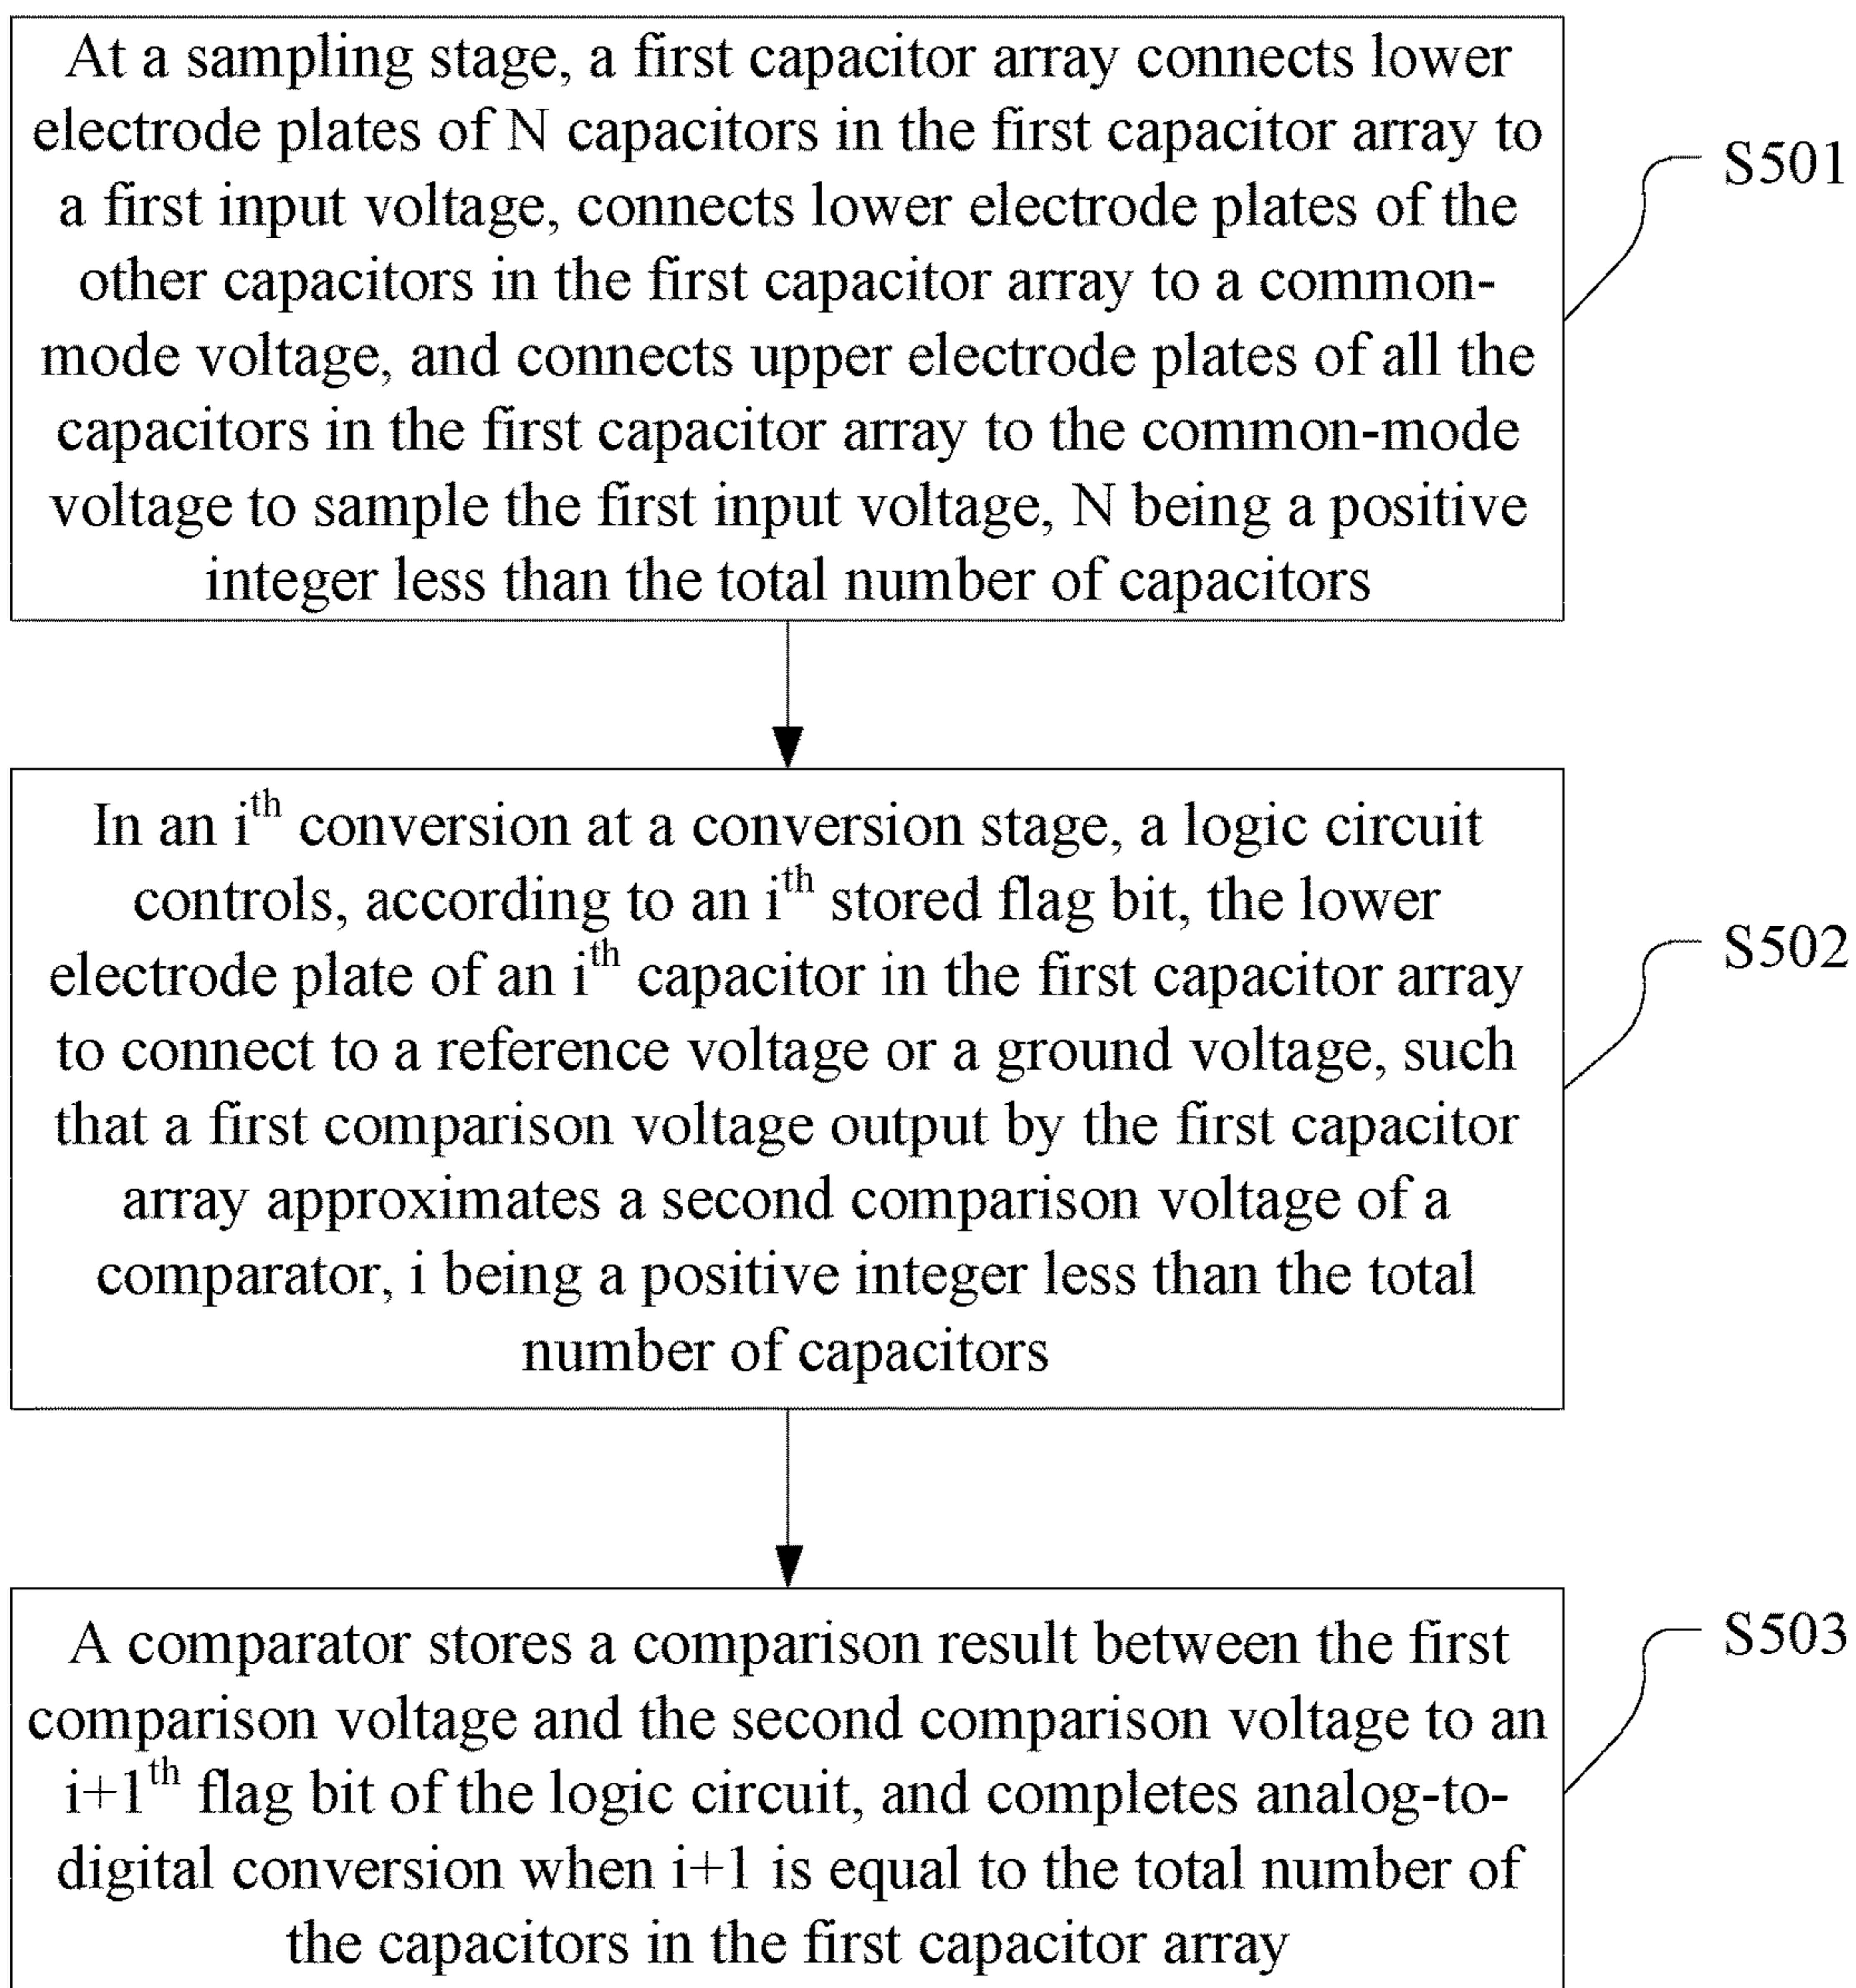 At a sampling stage, a first capacitor array connects lower
electrode plates of N capacitors in the first capacitor array to
a first input voltage, connects lower electrode plates of the
other capacitors in the first capacitor array to a common-
mode voltage, and connects upper electrode plates of all the
capacitors in the first capacitor array to the common-mode
voltage to sample the first input voltage, N being a positive
integer less than the total number of capacitors
S501
In an i^th conversion at a conversion stage, a logic circuit
controls, according to an i^th stored flag bit, the lower
electrode plate of an i^th capacitor in the first capacitor array
to connect to a reference voltage or a ground voltage, such
that a first comparison voltage output by the first capacitor
array approximates a second comparison voltage of a
comparator, i being a positive integer less than the total
number of capacitors
S502
A comparator stores a comparison result between the first
comparison voltage and the second comparison voltage to an
i+1^th flag bit of the logic circuit, and completes analog-to-
digital conversion when i+1 is equal to the total number of
the capacitors in the first capacitor array
S503